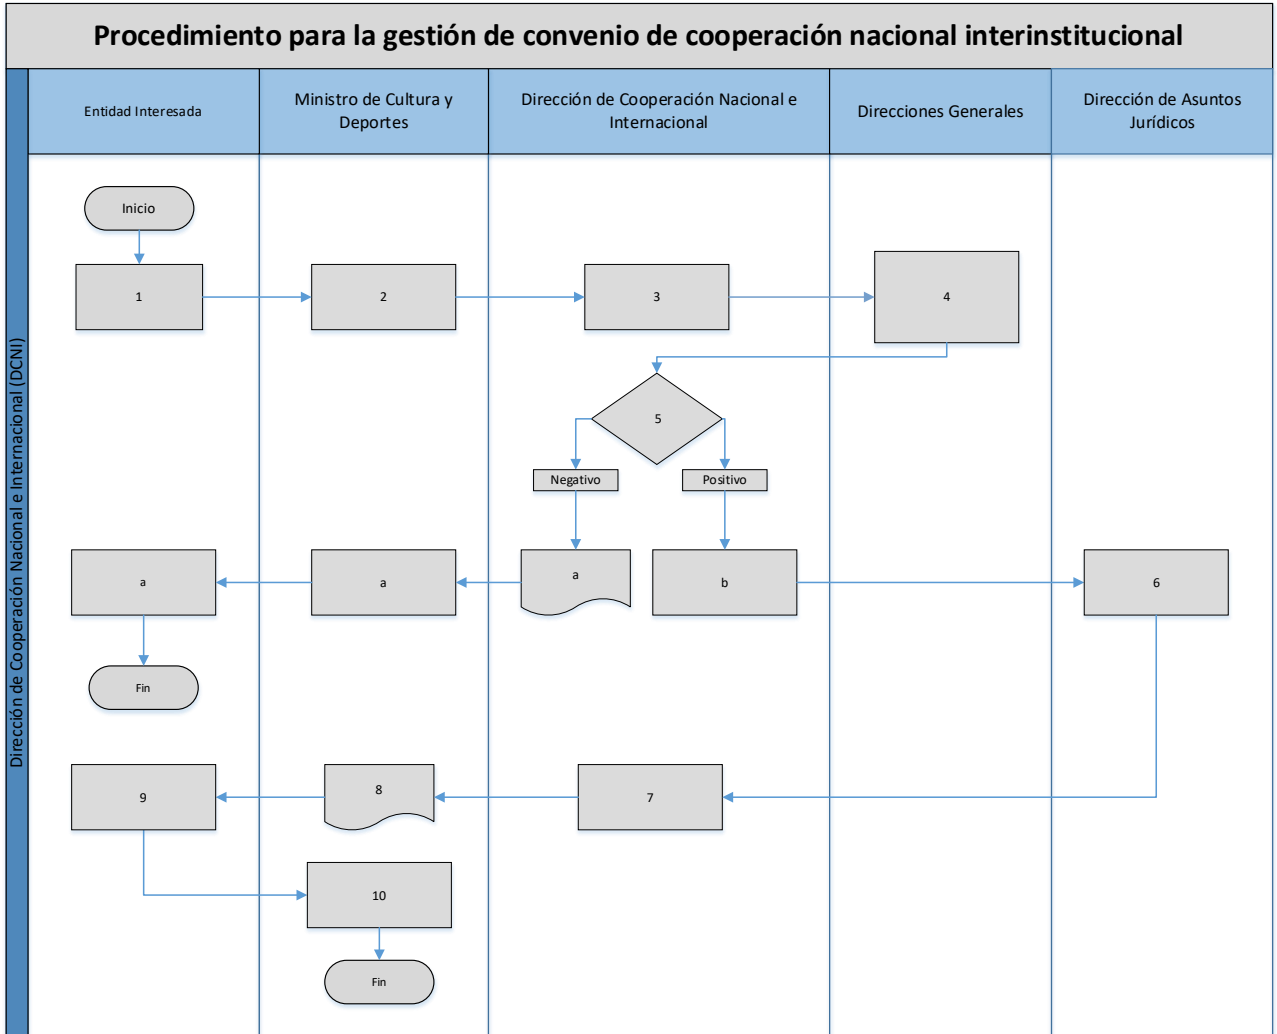 Procedimiento para la gestión de convenio de cooperación nacional interinstitucional
Dirección de Cooperación Nacional e Internacional (DCNI)
Entidad Interesada
Ministro de Cultura y
Deportes
Dirección de Cooperación Nacional e
Internacional
Direcciones Generales
Dirección de Asuntos
Jurídicos
Inicio
1
2
3
4
5
Negativo
Positivo
a
a
a
b
6
Fin
9
8
7
10
Fin